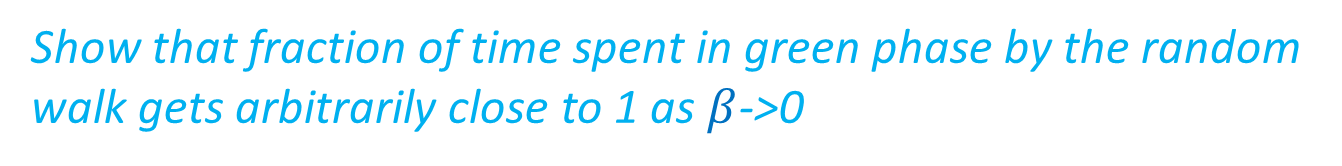 Show that fraction of time spent in green phase by the random
walk gets arbitrarily close to 1 as β->0